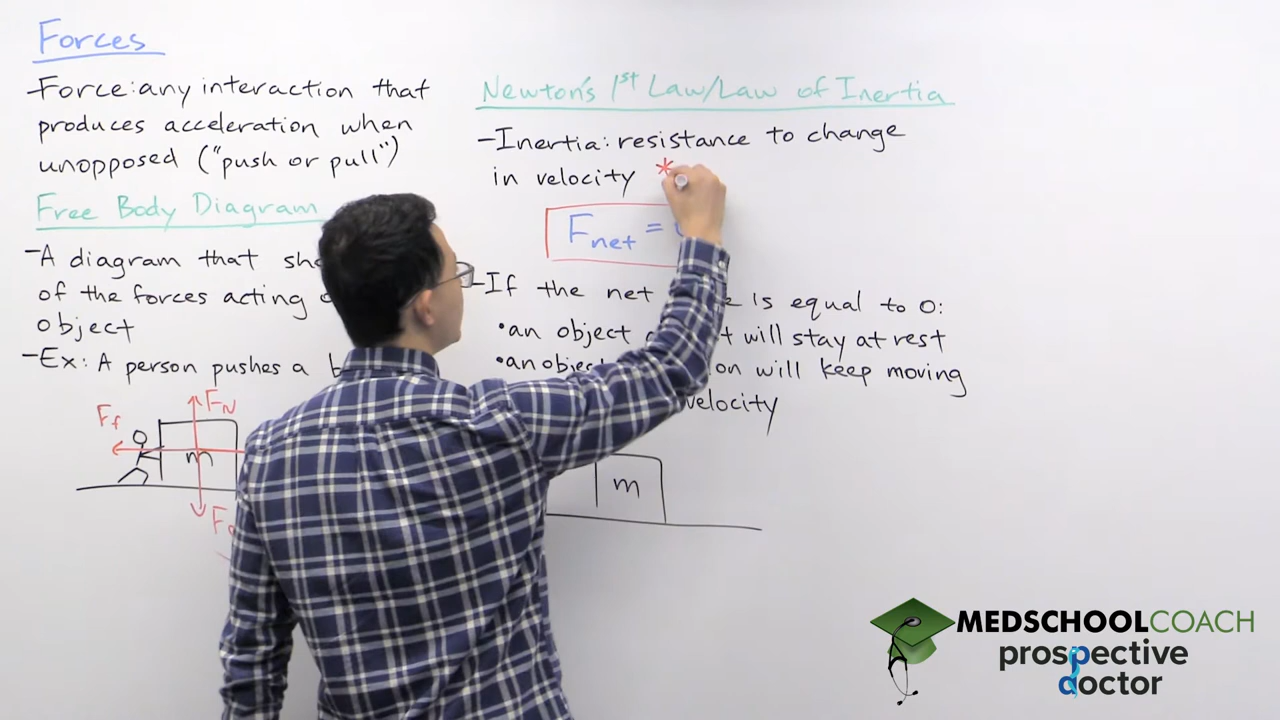 Forces
-Force: any interaction that
produces acceleration when
unopposed ("push or pull")
Free Body Diagram
-A diagram that
of the forces acting
object
-Ex: A person pushes a
Ff
FN
m
Newton's 1st Law/Law of Inertia
-Inertia: resistance to change
in velocity *
Fnet =
-If the net is equal to 0:
•an object will stay at rest
•an will keep moving
velocity
m
MEDSCHOOLCOACH
prospective
doctor